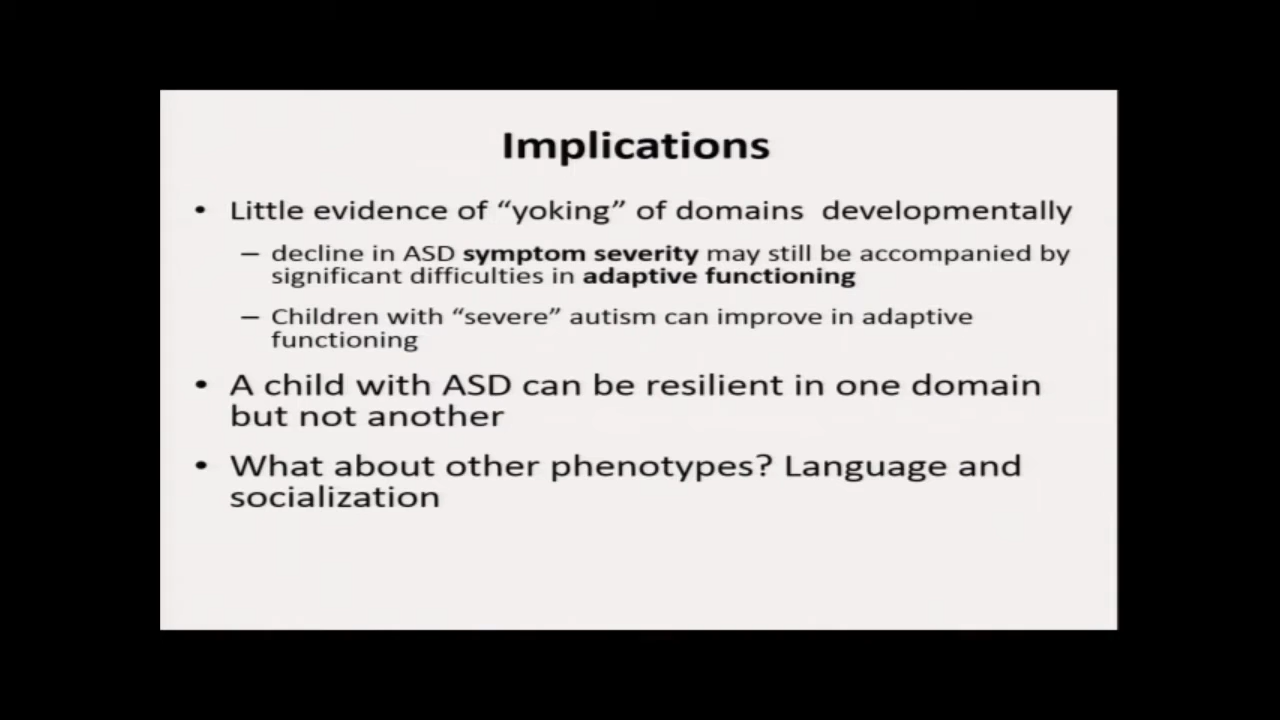 Implications
• Little evidence of “yoking” of domains developmentally
– decline in ASD symptom severity may still be accompanied by
significant difficulties in adaptive functioning
– Children with “severe” autism can improve in adaptive
functioning
• A child with ASD can be resilient in one domain
but not another
• What about other phenotypes? Language and
socialization